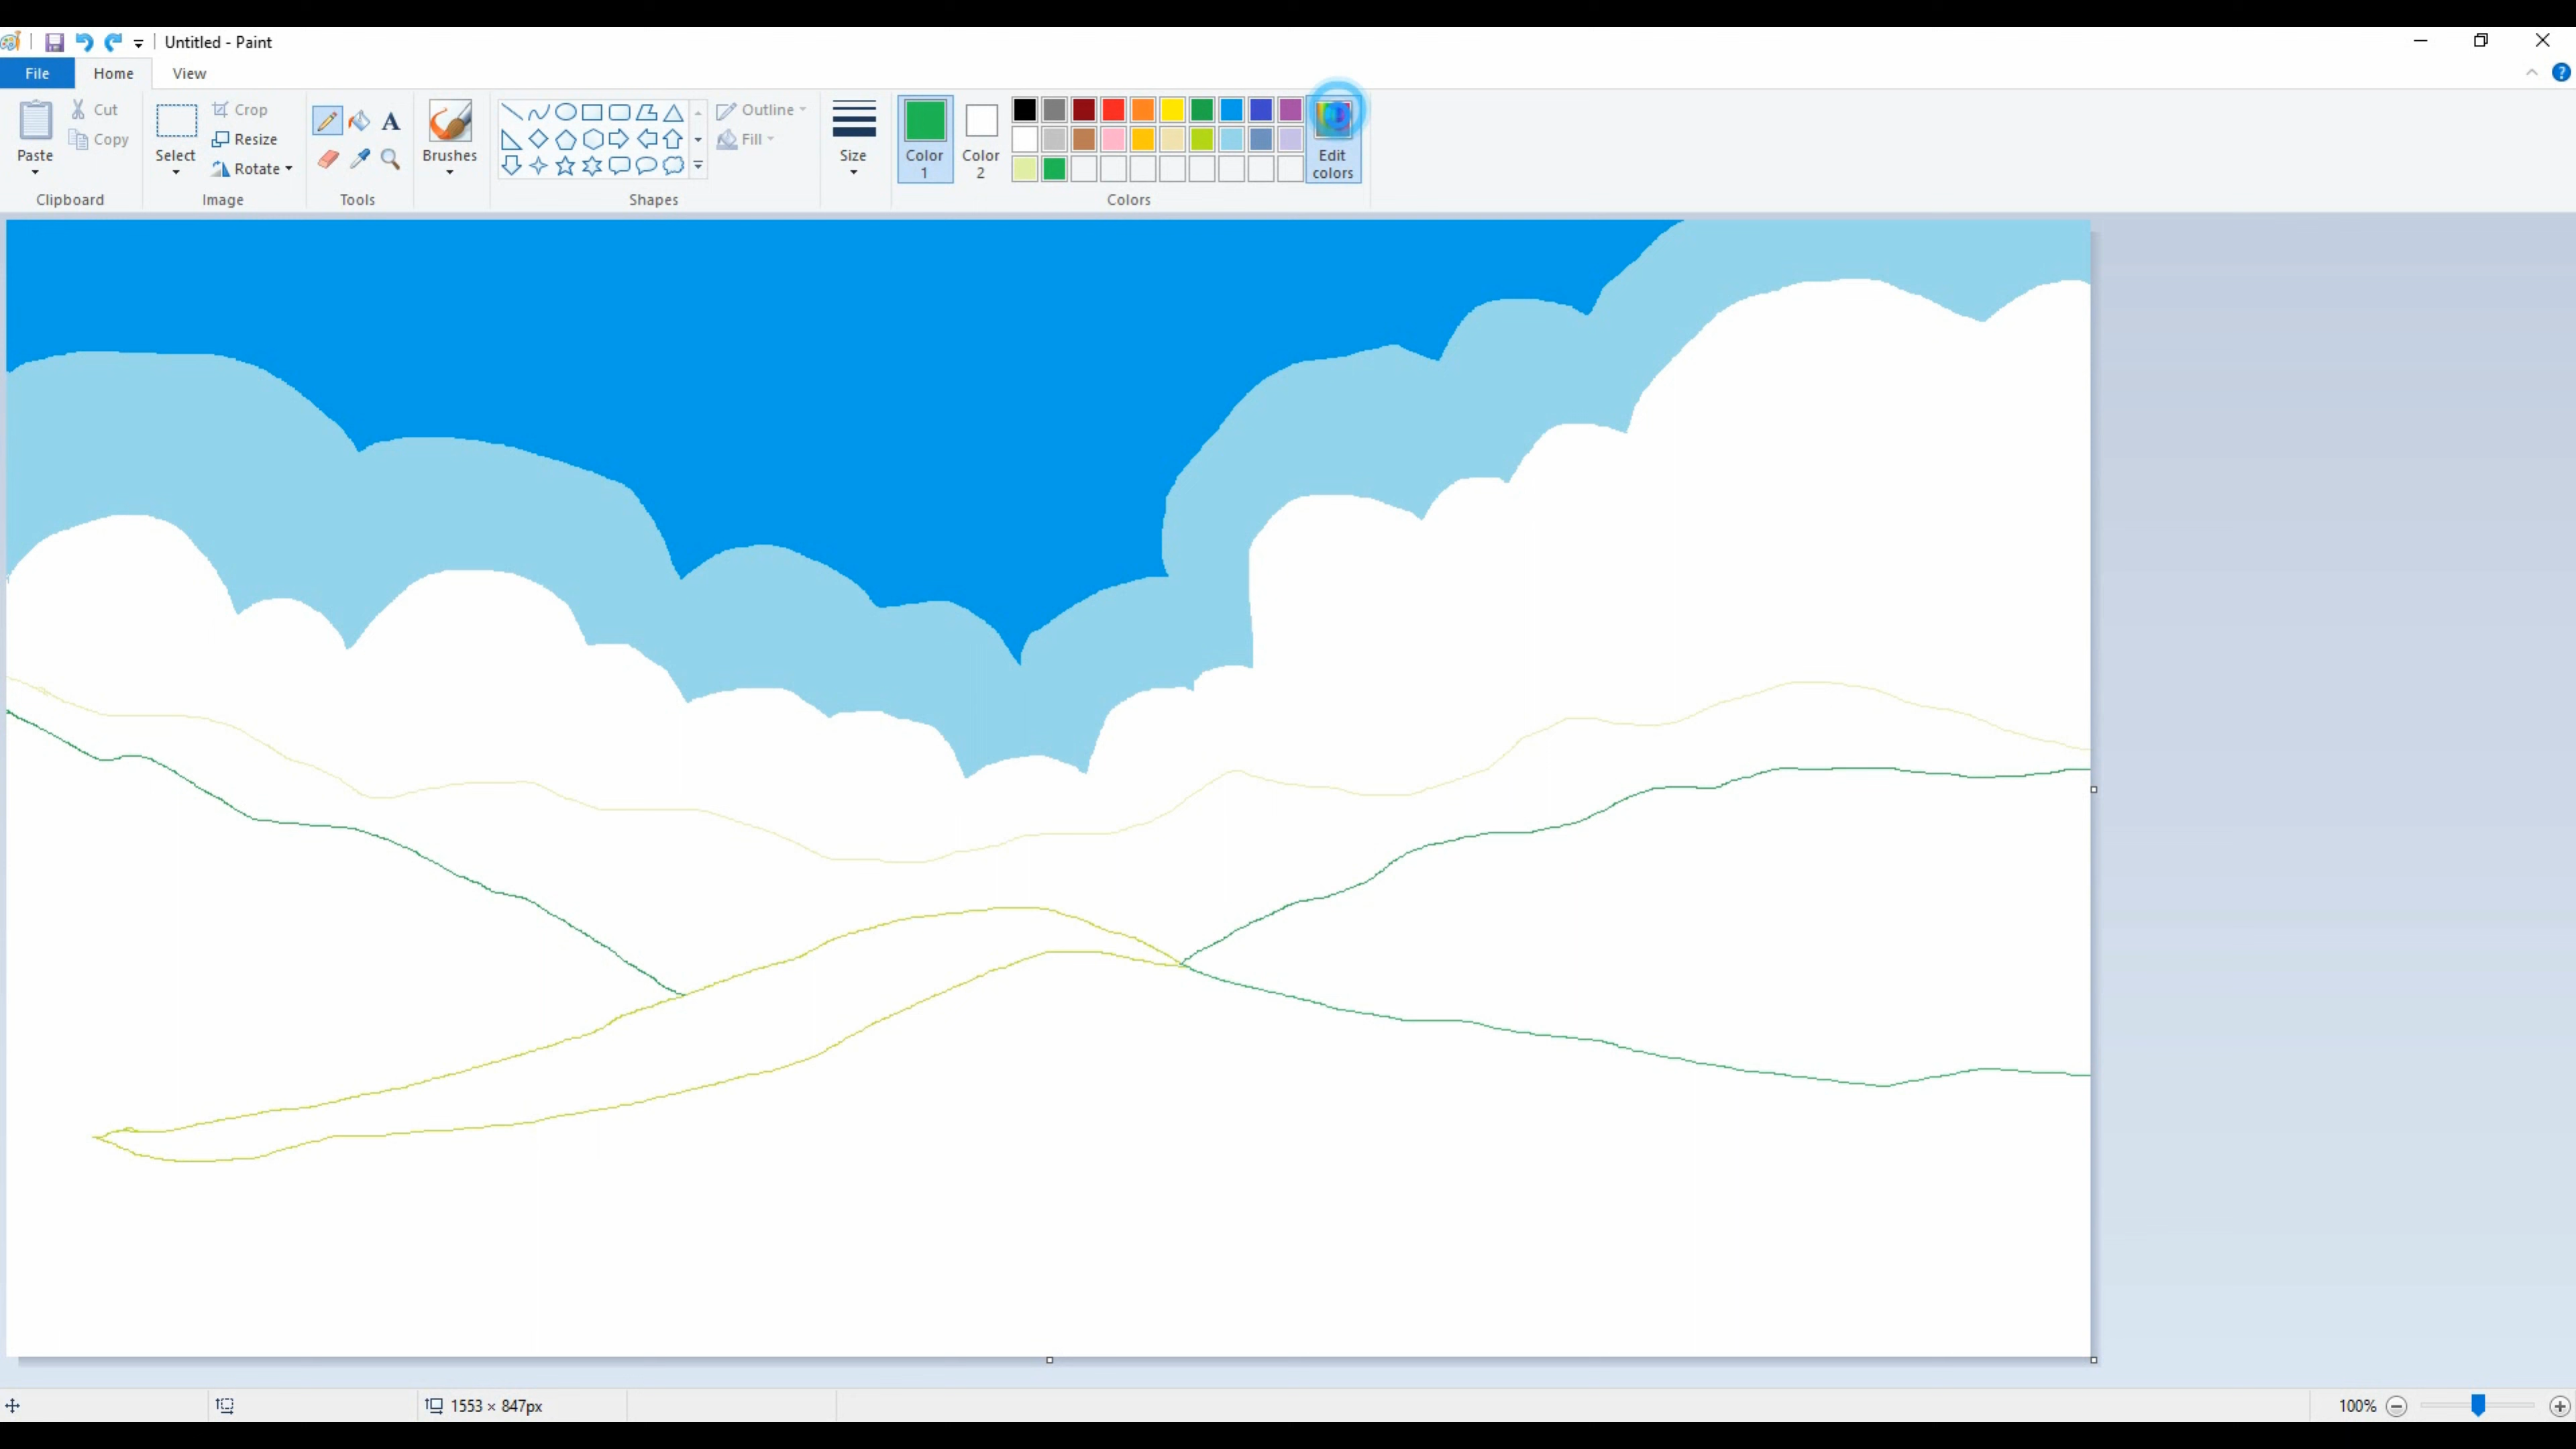 Untitled - Paint
File Home View
Paste Cut Copy Clipboard
Select Crop Resize Rotate Image
A Tools
Brushes
Outline Fill Shapes
Size
Color 1 Color 2 Edit colors Colors
1553 × 847px 100%